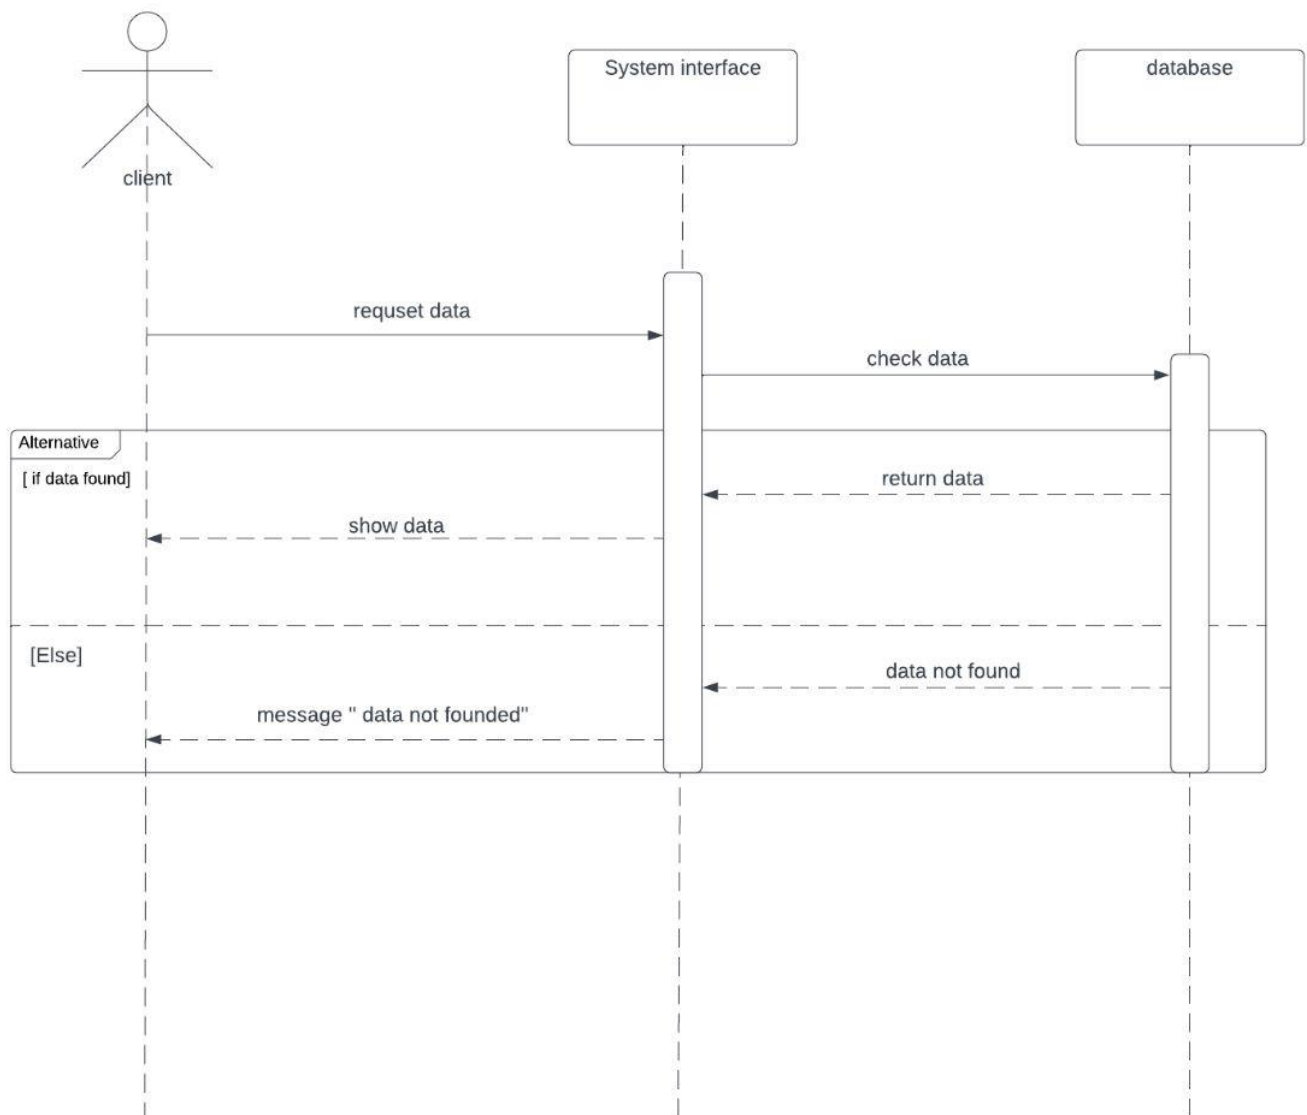 System interface
database
client
requset data
check data
Alternative
[ if data found]
return data
show data
[Else]
data not found
message " data not founded"